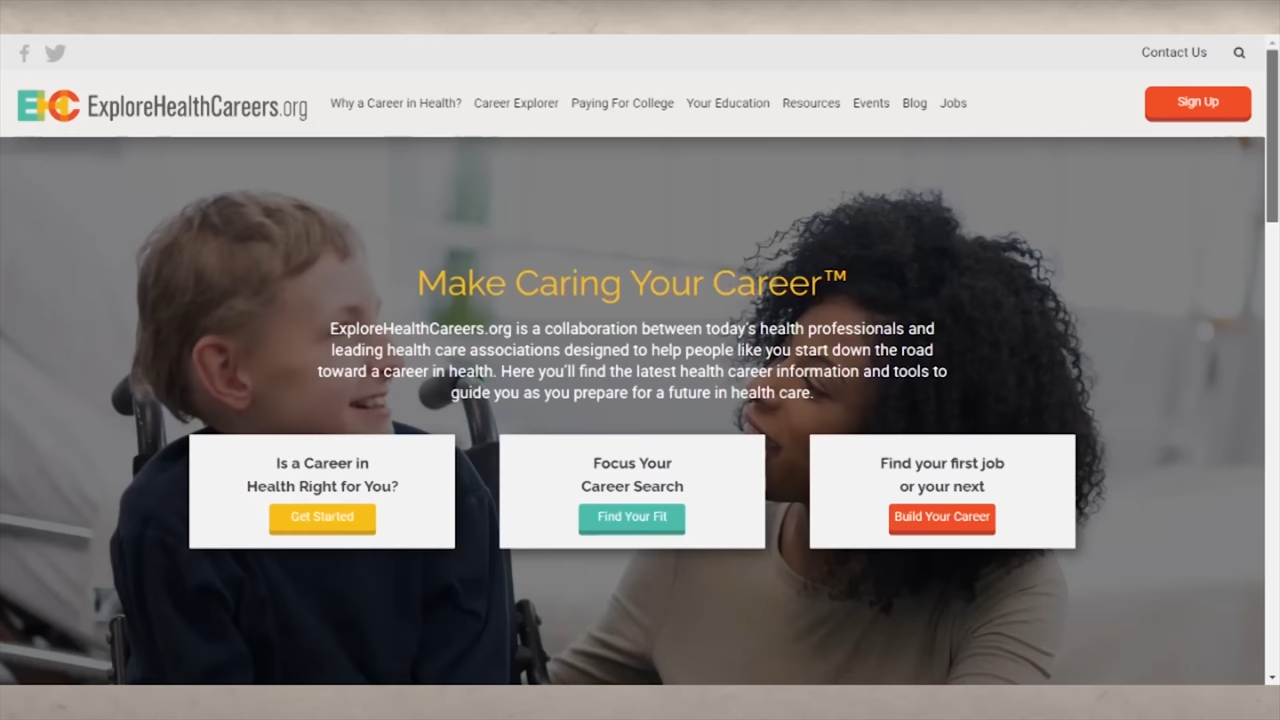 Contact Us
EHC ExploreHealthCareers.org
Why a Career in Health? Career Explorer Paying For College Your Education Resources Events Blog Jobs
Sign Up
Make Caring Your Career™
ExploreHealthCareers.org is a collaboration between today's health professionals and
leading health care associations designed to help people like you start down the road
toward a career in health. Here you'll find the latest health career information and tools to
guide you as you prepare for a future in health care.
Is a Career in
Health Right for You?
Get Started
Focus Your
Career Search
Find Your Fit
Find your first job
or your next
Build Your Career